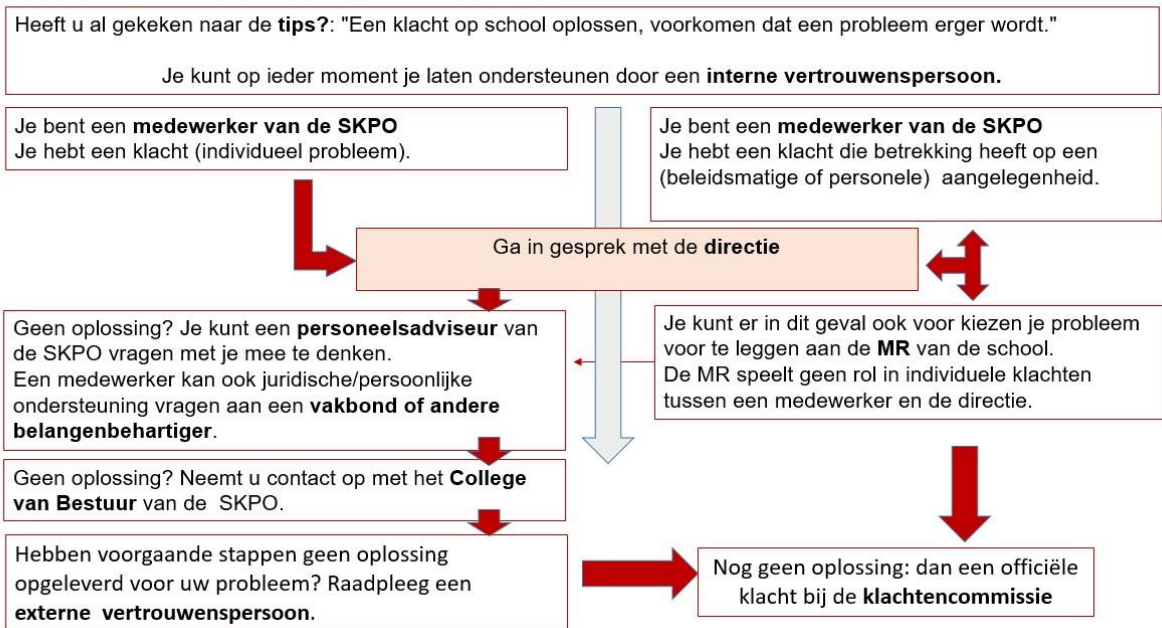 Heeft u al gekeken naar de tips?: "Een klacht op school oplossen, voorkomen dat een probleem erger wordt."
Je kunt op ieder moment je laten ondersteunen door een interne vertrouwenspersoon.
Je bent een medewerker van de SKPO
Je hebt een klacht (individueel probleem).
Je bent een medewerker van de SKPO
Je hebt een klacht die betrekking heeft op een
(beleidsmatige of personele) aangelegenheid.
Ga in gesprek met de directie
Geen oplossing? Je kunt een personeelsadviseur van
de SKPO vragen met je mee te denken.
Een medewerker kan ook juridische/persoonlijke
ondersteuning vragen aan een vakbond of andere
belangenbehartiger.
Je kunt er in dit geval ook voor kiezen je probleem
voor te leggen aan de MR van de school.
De MR speelt geen rol in individuele klachten
tussen een medewerker en de directie.
Geen oplossing? Neemt u contact op met het College
van Bestuur van de SKPO.
Hebben voorgaande stappen geen oplossing
opgeleverd voor uw probleem? Raadpleeg een
externe vertrouwenspersoon.
Nog geen oplossing: dan een officiële
klacht bij de klachtencommissie